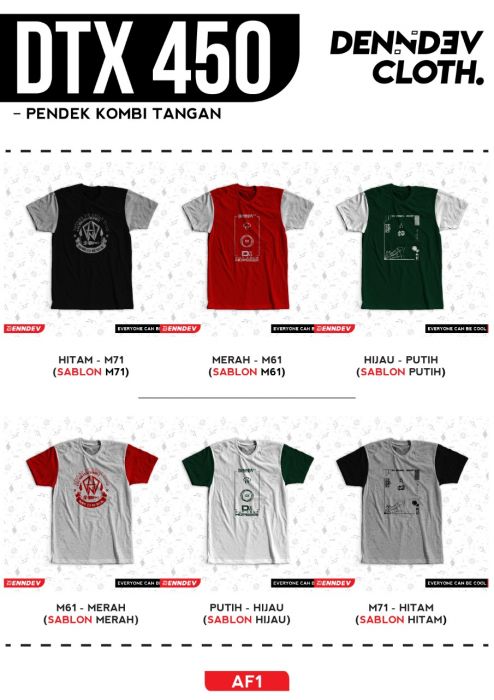 DTX 450
DENNDEV
CLOTH.
- PENDEK KOMBI TANGAN
DENNDEV
EVERYONE CAN BE
DENNDEV
EVERYONE CAN BE
DENNDEV
EVERYONE CAN BE COOL
HITAM - M71
(SABLON M71)
MERAH - M61
(SABLON M61)
HIJAU - PUTIH
(SABLON PUTIH)
DENNDEV
EVERYONE CAN BE
DENNDEV
EVERYONE CAN BE
DENNDEV
EVERYONE CAN BE COOL
M61 - MERAH
(SABLON MERAH)
PUTIH - HIJAU
(SABLON HIJAU)
M71 - HITAM
(SABLON HITAM)
AF1